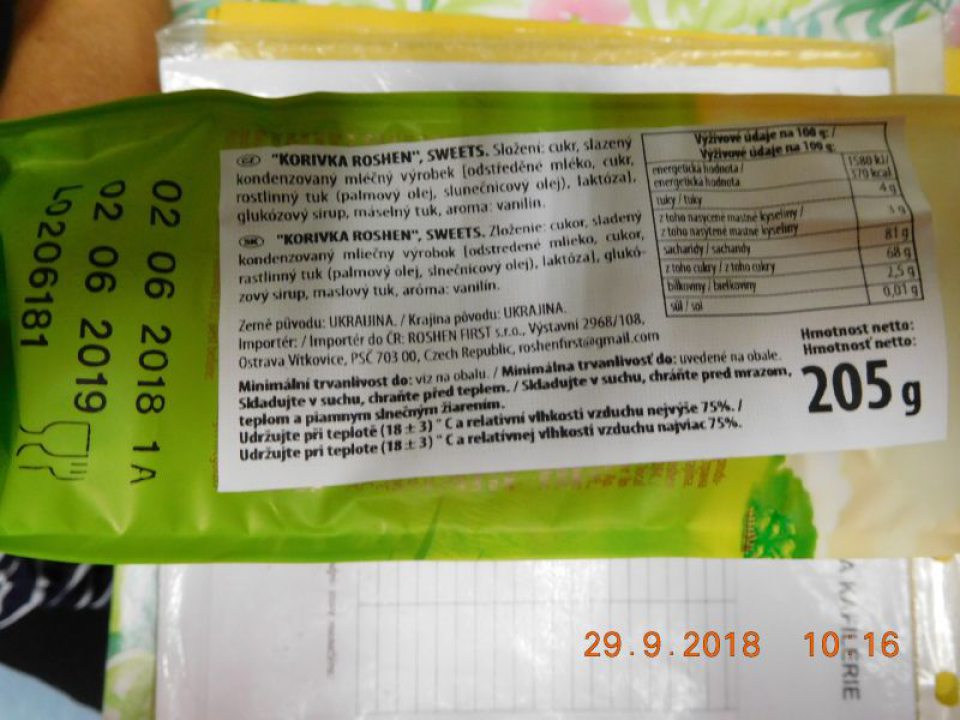 02 06 2018 1A
02 06 2019
L0206181
CZ "KORIVKA ROSHEN", SWEETS. Složení: cukr, slazený
kondenzovaný mléčný výrobek [odstředěné mléko, cukr,
rostlinný tuk (palmový olej, slunečnicový olej), laktóza],
glukózový sirup, máselný tuk, aroma: vanilin.
SK "KORIVKA ROSHEN", SWEETS. Zloženie: cukor, sladený
kondenzovaný mliečny výrobok [odstredené mlieko, cukor,
rastlinný tuk (palmový olej, slnečnicový olej), laktóza], glukó-
zový sirup, maslový tuk, aróma: vanilín.
Země původu: UKRAJINA. / Krajina pôvodu: UKRAJINA.
Importér: / Importér do ČR: ROSHEN FIRST s.r.o., Výstavní 2968/108,
Ostrava Vítkovice, PSČ 703 00, Czech Republic, roshenfirst@gmail.com
Minimální trvanlivost do: viz na obalu. / Minimálna trvanlivosť do: uvedené na obale.
Skladujte v suchu, chraňte před teplem. / Skladujte v suchu, chráňte pred mrazom,
teplom a piamnym slnečným žiarením.
Udržujte při teplotě (18 ± 3) °C a relativní vlhkosti vzduchu nejvýše 75%. /
Udržujte pri teplote (18 ± 3) °C a relatívnej vlhkosti vzduchu najviac 75%.
Výživové údaje na 100 g: /
Výživové údaje na 100 g:
energetická hodnota / 1580 kJ/
energetická hodnota 370 kcal
tuky / tuky 4 g
z toho nasycené mastné kyseliny /
z toho nasýtené mastné kyseliny 3 g
sacharidy / sacharidy 81 g
z toho cukry / z toho cukry 68 g
bílkoviny / bielkoviny 2,5 g
sůl / soľ 0,01 g
Hmotnost netto:
Hmotnosť netto:
205 g
29.9.2018 10 16